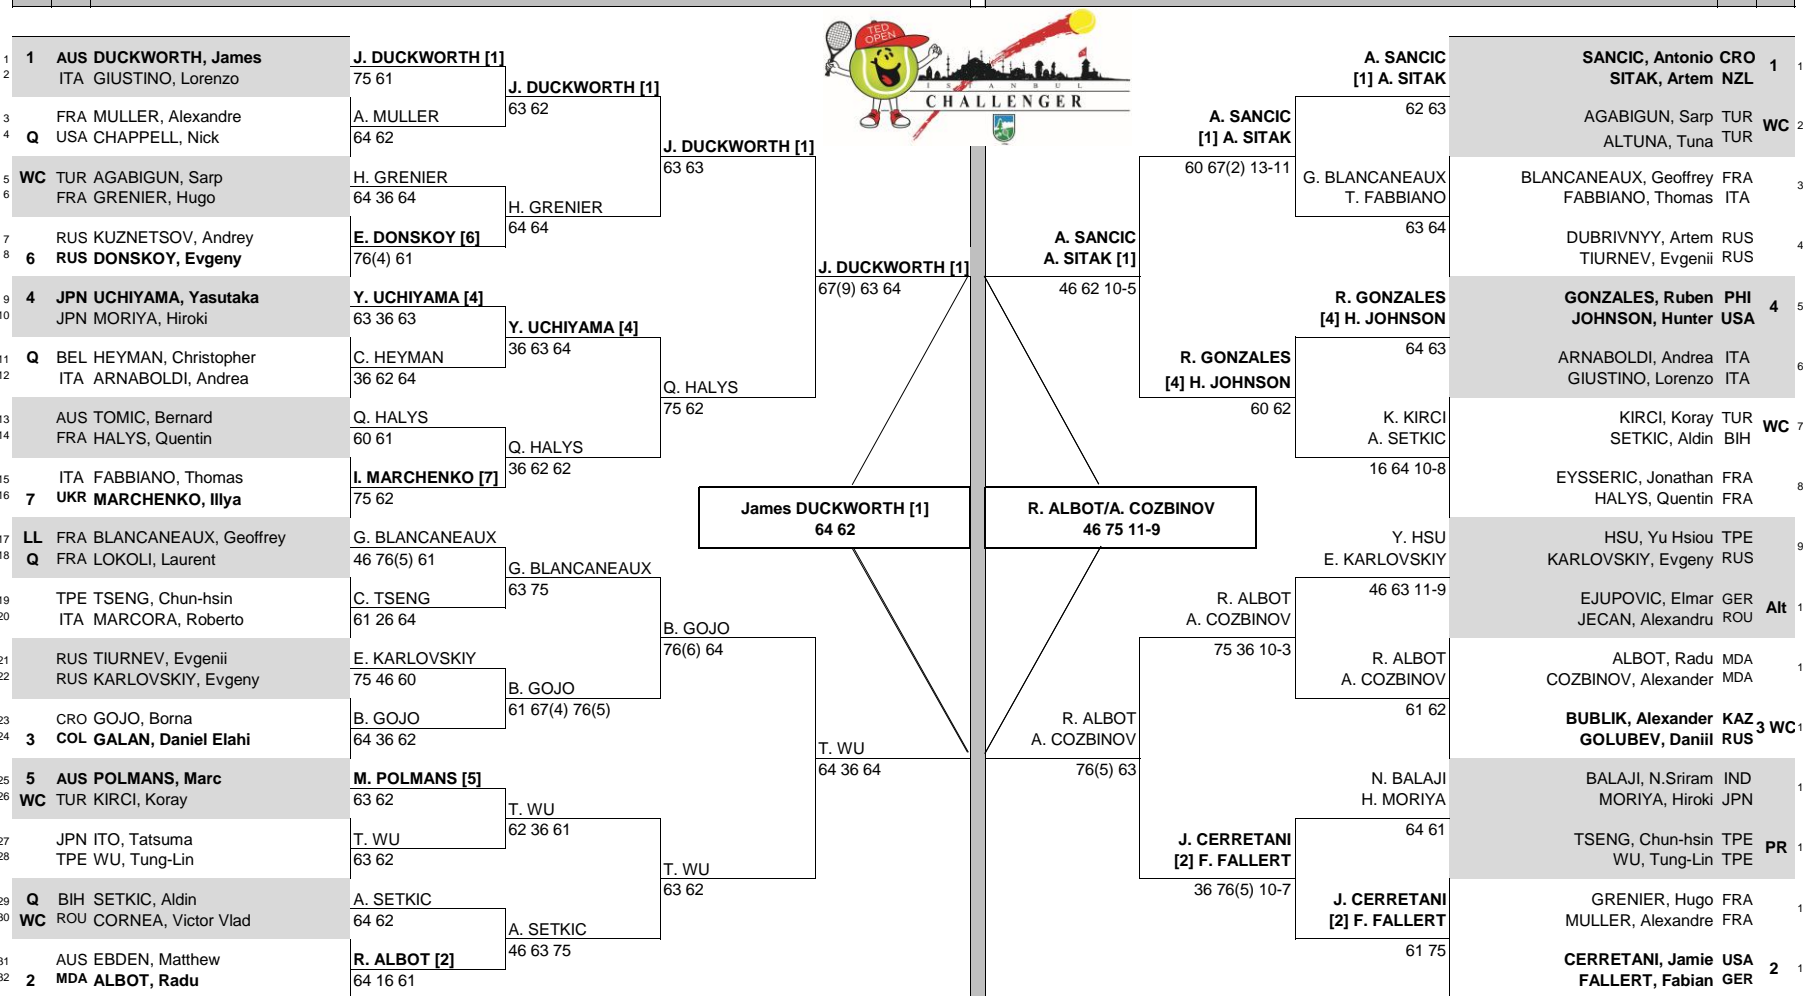 TED OPEN
ISTANBUL
CHALLENGER
1 1 AUS DUCKWORTH, James
2 ITA GIUSTINO, Lorenzo
3 FRA MULLER, Alexandre
4 Q USA CHAPPELL, Nick
5 WC TUR AGABIGUN, Sarp
6 FRA GRENIER, Hugo
7 RUS KUZNETSOV, Andrey
8 6 RUS DONSKOY, Evgeny
9 4 JPN UCHIYAMA, Yasutaka
10 JPN MORIYA, Hiroki
11 Q BEL HEYMAN, Christopher
12 ITA ARNABOLDI, Andrea
13 AUS TOMIC, Bernard
14 FRA HALYS, Quentin
15 ITA FABBIANO, Thomas
16 7 UKR MARCHENKO, Illya
17 LL FRA BLANCANEAUX, Geoffrey
18 Q FRA LOKOLI, Laurent
19 TPE TSENG, Chun-hsin
20 ITA MARCORA, Roberto
21 RUS TIURNEV, Evgenii
22 RUS KARLOVSKIY, Evgeny
23 CRO GOJO, Borna
24 3 COL GALAN, Daniel Elahi
25 5 AUS POLMANS, Marc
26 WC TUR KIRCI, Koray
27 JPN ITO, Tatsuma
28 TPE WU, Tung-Lin
29 Q BIH SETKIC, Aldin
30 WC ROU CORNEA, Victor Vlad
31 AUS EBDEN, Matthew
32 2 MDA ALBOT, Radu
J. DUCKWORTH [1]
75 61
A. MULLER
64 62
H. GRENIER
64 36 64
E. DONSKOY [6]
76(4) 61
Y. UCHIYAMA [4]
63 36 63
C. HEYMAN
36 62 64
Q. HALYS
60 61
I. MARCHENKO [7]
75 62
G. BLANCANEAUX
46 76(5) 61
C. TSENG
61 26 64
E. KARLOVSKIY
75 46 60
B. GOJO
64 36 62
M. POLMANS [5]
63 62
T. WU
63 62
A. SETKIC
64 62
R. ALBOT [2]
64 16 61
J. DUCKWORTH [1]
63 62
H. GRENIER
64 64
Y. UCHIYAMA [4]
36 63 64
Q. HALYS
36 62 62
G. BLANCANEAUX
63 75
B. GOJO
61 67(4) 76(5)
T. WU
62 36 61
A. SETKIC
46 63 75
J. DUCKWORTH [1]
63 63
Q. HALYS
75 62
B. GOJO
76(6) 64
T. WU
63 62
J. DUCKWORTH [1]
67(9) 63 64
T. WU
64 36 64
James DUCKWORTH [1]
64 62
R. ALBOT/A. COZBINOV
46 75 11-9
A. SANCIC
A. SITAK [1]
46 62 10-5
R. ALBOT
A. COZBINOV
76(5) 63
A. SANCIC
[1] A. SITAK
60 67(2) 13-11
R. GONZALES
[4] H. JOHNSON
60 62
R. ALBOT
A. COZBINOV
75 36 10-3
J. CERRETANI
[2] F. FALLERT
36 76(5) 10-7
A. SANCIC
[1] A. SITAK
62 63
G. BLANCANEAUX
T. FABBIANO
63 64
R. GONZALES
[4] H. JOHNSON
64 63
K. KIRCI
A. SETKIC
16 64 10-8
Y. HSU
E. KARLOVSKIY
46 63 11-9
R. ALBOT
A. COZBINOV
61 62
N. BALAJI
H. MORIYA
64 61
J. CERRETANI
[2] F. FALLERT
61 75
SANCIC, Antonio CRO 1 1
SITAK, Artem NZL
AGABIGUN, Sarp TUR WC 2
ALTUNA, Tuna TUR
BLANCANEAUX, Geoffrey FRA 3
FABBIANO, Thomas ITA
DUBRIVNYY, Artem RUS 4
TIURNEV, Evgenii RUS
GONZALES, Ruben PHI 4 5
JOHNSON, Hunter USA
ARNABOLDI, Andrea ITA 6
GIUSTINO, Lorenzo ITA
KIRCI, Koray TUR WC 7
SETKIC, Aldin BIH
EYSSERIC, Jonathan FRA 8
HALYS, Quentin FRA
HSU, Yu Hsiou TPE 9
KARLOVSKIY, Evgeny RUS
EJUPOVIC, Elmar GER Alt 1
JECAN, Alexandru ROU
ALBOT, Radu MDA 1
COZBINOV, Alexander MDA
BUBLIK, Alexander KAZ 3 WC 1
GOLUBEV, Daniil RUS
BALAJI, N.Sriram IND 1
MORIYA, Hiroki JPN
TSENG, Chun-hsin TPE PR 1
WU, Tung-Lin TPE
GRENIER, Hugo FRA 1
MULLER, Alexandre FRA
CERRETANI, Jamie USA 2 1
FALLERT, Fabian GER